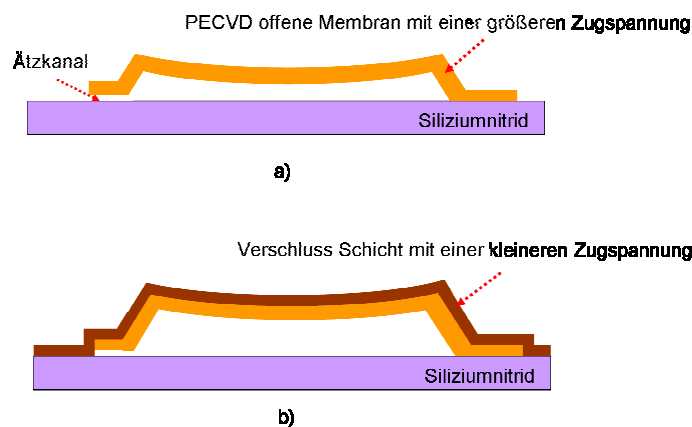 PECVD offene Membran mit einer größeren Zugspannung
Ätzkanal
Siliziumnitrid
a)
Verschluss Schicht mit einer kleineren Zugspannung
Siliziumnitrid
b)